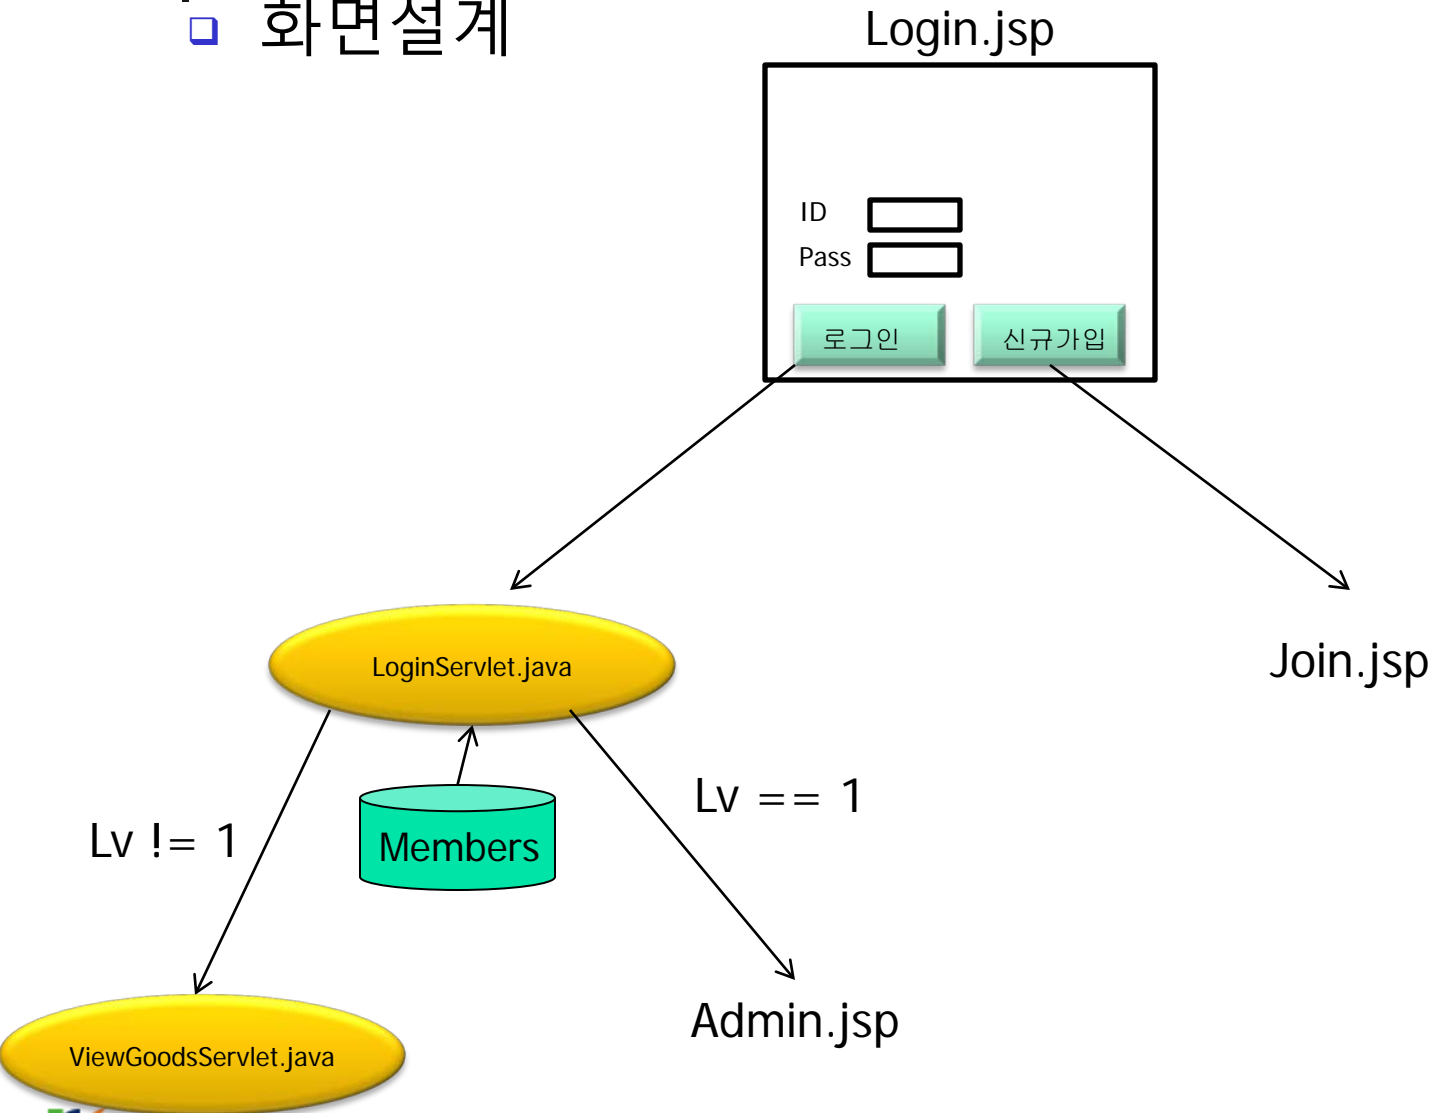 화면설계
Login.jsp
ID
Pass
로그인
신규가입
LoginServlet.java
Join.jsp
Lv == 1
Lv != 1
Members
Admin.jsp
ViewGoodsServlet.java